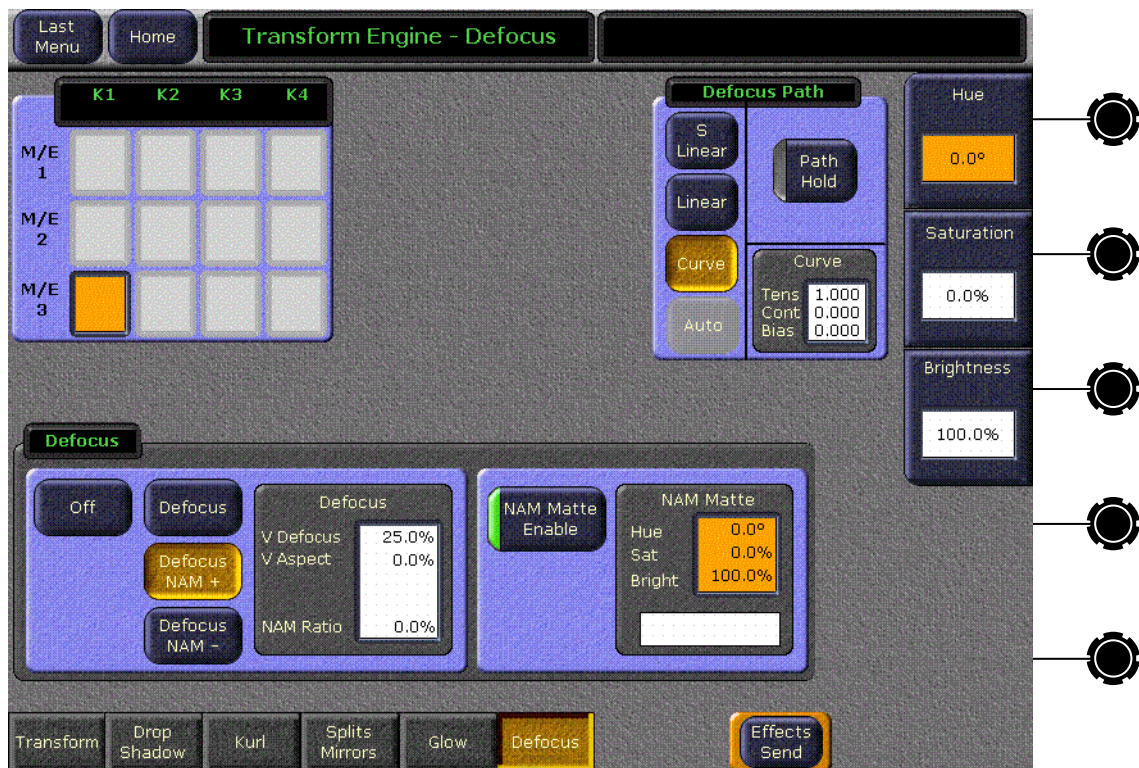 Last
Menu
Home
Transform Engine - Defocus
K1 K2 K3 K4
M/E
1
M/E
2
M/E
3
Defocus Path
S
Linear
Linear
Curve
Auto
Path
Hold
Curve
Tens 1.000
Cont 0.000
Bias 0.000
Hue
0.0°
Saturation
0.0%
Brightness
100.0%
Defocus
Off
Defocus
Defocus
NAM +
Defocus
NAM -
Defocus
V Defocus 25.0%
V Aspect 0.0%
NAM Ratio 0.0%
NAM Matte
Enable
NAM Matte
Hue 0.0°
Sat 0.0%
Bright 100.0%
Transform
Drop
Shadow
Kurl
Splits
Mirrors
Glow
Defocus
Effects
Send